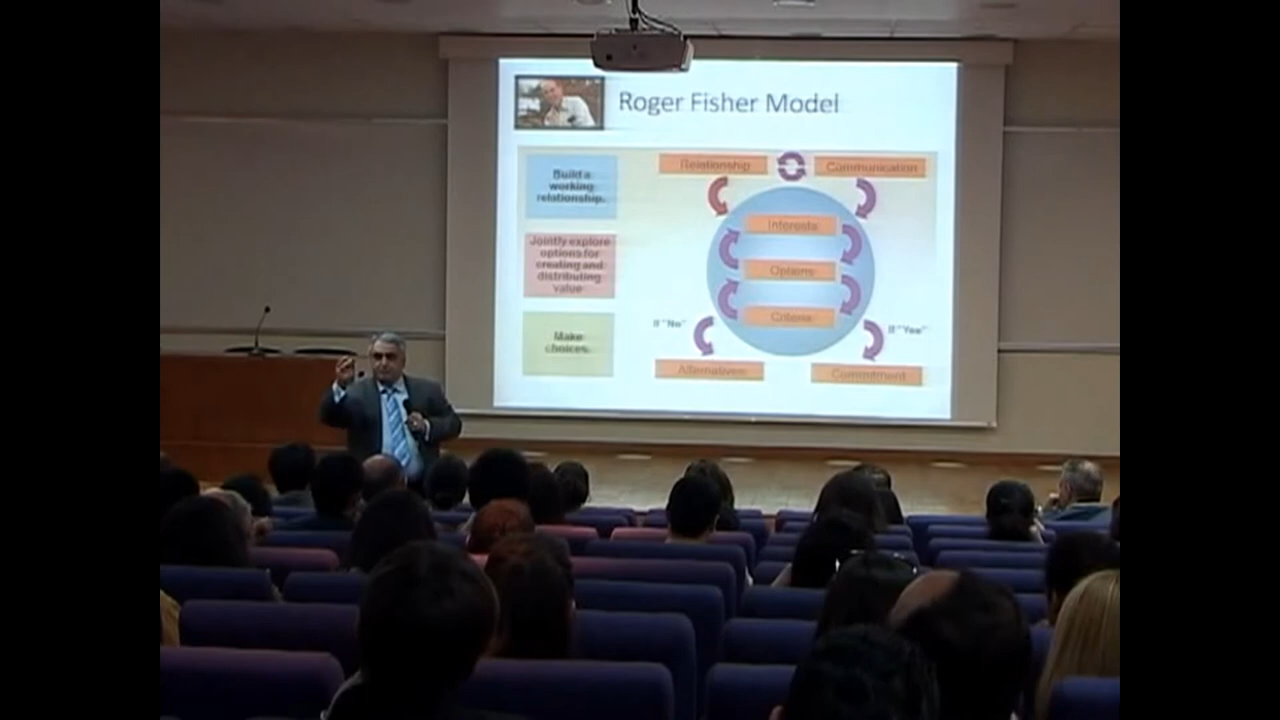 Roger Fisher Model
Relationship
Communication
Build a
working
relationship.
Interests
Jointly explore
options for
creating and
distributing
value
Options
Criteria
If "No"
If "Yes"
Make
choices.
Alternatives
Commitment